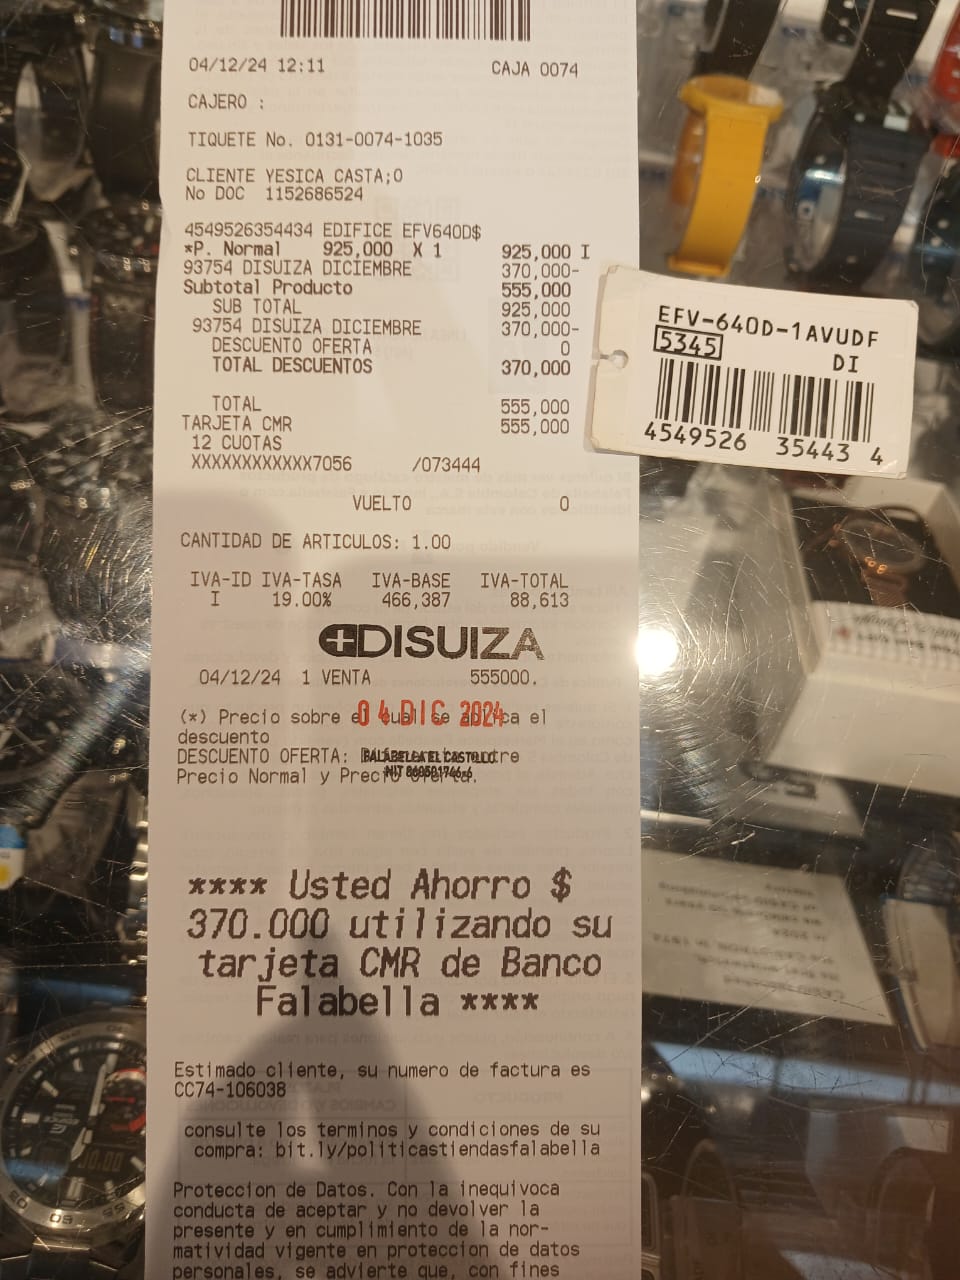 04/12/24 12:11 CAJA 0074
CAJERO :
TIQUETE No. 0131-0074-1035
CLIENTE YESICA CASTA;O
No DOC 1152686524
4549526354434 EDIFICE EFV640D$
*P. Normal 925,000 X 1 925,000 I
93754 DISUIZA DICIEMBRE 370,000-
Subtotal Producto 555,000
SUB TOTAL 925,000
93754 DISUIZA DICIEMBRE 370,000-
DESCUENTO OFERTA 0
TOTAL DESCUENTOS 370,000
TOTAL 555,000
TARJETA CMR 555,000
12 CUOTAS
XXXXXXXXXXXX7056 /073444
VUELTO 0
CANTIDAD DE ARTICULOS: 1.00
IVA-ID IVA-TASA IVA-BASE IVA-TOTAL
I 19.00% 466,387 88,613
DISUIZA
04/12/24 1 VENTA 555000.
(*) Precio sobre el cual se aplica el
04 DIC 2024
descuento
DESCUENTO OFERTA: Diferencia entre
FALABELLA EL CASTILLO
Precio Normal y Precio Oferta.
NIT 860501746-6
**** Usted Ahorro $
370.000 utilizando su
tarjeta CMR de Banco
Falabella ****
Estimado cliente, su numero de factura es
CC74-106038
consulte los terminos y condiciones de su
compra: bit.ly/politicastiendasfalabella
Proteccion de Datos. Con la inequivoca
conducta de aceptar y no devolver la
presente y en cumplimiento de la nor-
matividad vigente en proteccion de datos
personales, se advierte que, con fines
EFV-640D-1AVUDF
5345 DI
4549526 35443 4